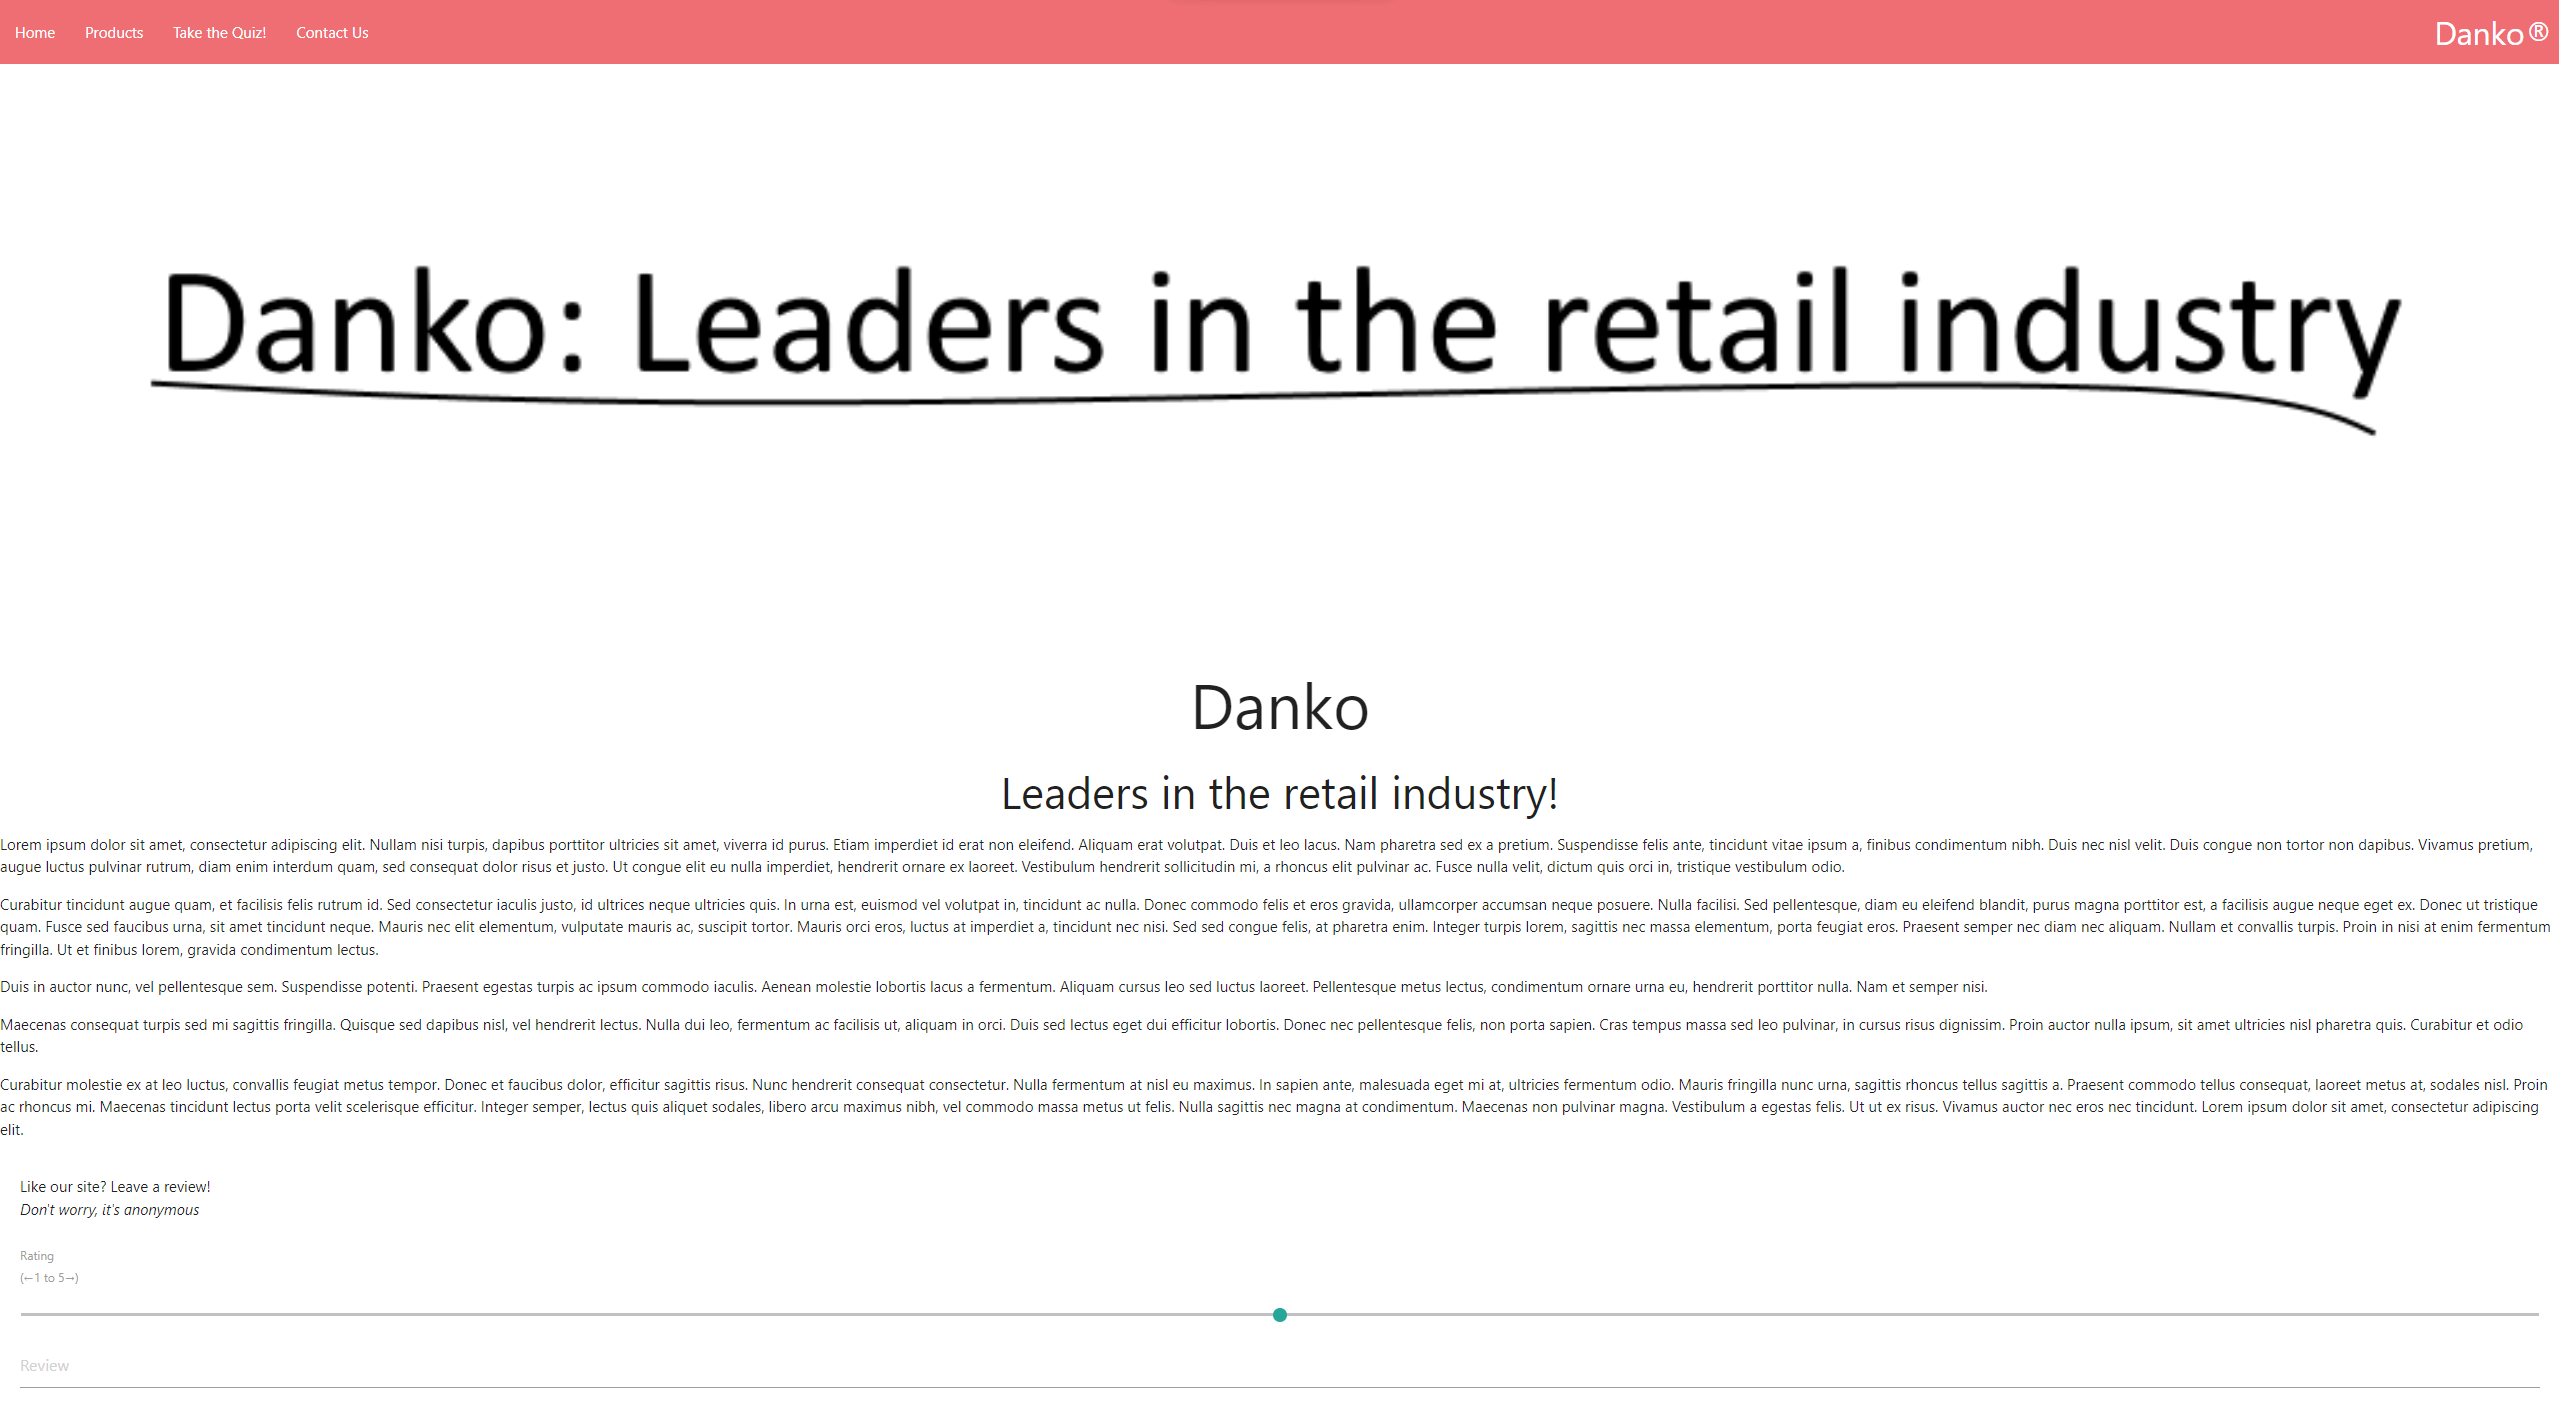 Home Products Take the Quiz! Contact Us Danko®
Danko: Leaders in the retail industry
Danko
Leaders in the retail industry!
Lorem ipsum dolor sit amet, consectetur adipiscing elit. Nullam nisi turpis, dapibus porttitor ultricies sit amet, viverra id purus. Etiam imperdiet id erat non eleifend. Aliquam erat volutpat. Duis et leo lacus. Nam pharetra sed ex a pretium. Suspendisse felis ante, tincidunt vitae ipsum a, finibus condimentum nibh. Duis nec nisl velit. Duis congue non tortor non dapibus. Vivamus pretium,
augue luctus pulvinar rutrum, diam enim interdum quam, sed consequat dolor risus et justo. Ut congue elit eu nulla imperdiet, hendrerit ornare ex laoreet. Vestibulum hendrerit sollicitudin mi, a rhoncus elit pulvinar ac. Fusce nulla velit, dictum quis orci in, tristique vestibulum odio.
Curabitur tincidunt augue quam, et facilisis felis rutrum id. Sed consectetur iaculis justo, id ultrices neque ultricies quis. In urna est, euismod vel volutpat in, tincidunt ac nulla. Donec commodo felis et eros gravida, ullamcorper accumsan neque posuere. Nulla facilisi. Sed pellentesque, diam eu eleifend blandit, purus magna porttitor est, a facilisis augue neque eget ex. Donec ut tristique
quam. Fusce sed faucibus urna, sit amet tincidunt neque. Mauris nec elit elementum, vulputate mauris ac, suscipit tortor. Mauris orci eros, luctus at imperdiet a, tincidunt nec nisi. Sed sed congue felis, at pharetra enim. Integer turpis lorem, sagittis nec massa elementum, porta feugiat eros. Praesent semper nec diam nec aliquam. Nullam et convallis turpis. Proin in nisi at enim fermentum
fringilla. Ut et finibus lorem, gravida condimentum lectus.
Duis in auctor nunc, vel pellentesque sem. Suspendisse potenti. Praesent egestas turpis ac ipsum commodo iaculis. Aenean molestie lobortis lacus a fermentum. Aliquam cursus leo sed luctus laoreet. Pellentesque metus lectus, condimentum ornare urna eu, hendrerit porttitor nulla. Nam et semper nisi.
Maecenas consequat turpis sed mi sagittis fringilla. Quisque sed dapibus nisl, vel hendrerit lectus. Nulla dui leo, fermentum ac facilisis ut, aliquam in orci. Duis sed lectus eget dui efficitur lobortis. Donec nec pellentesque felis, non porta sapien. Cras tempus massa sed leo pulvinar, in cursus risus dignissim. Proin auctor nulla ipsum, sit amet ultricies nisl pharetra quis. Curabitur et odio
tellus.
Curabitur molestie ex at leo luctus, convallis feugiat metus tempor. Donec et faucibus dolor, efficitur sagittis risus. Nunc hendrerit consequat consectetur. Nulla fermentum at nisl eu maximus. In sapien ante, malesuada eget mi at, ultricies fermentum odio. Mauris fringilla nunc urna, sagittis rhoncus tellus sagittis a. Praesent commodo tellus consequat, laoreet metus at, sodales nisl. Proin
ac rhoncus mi. Maecenas tincidunt lectus porta velit scelerisque efficitur. Integer semper, lectus quis aliquet sodales, libero arcu maximus nibh, vel commodo massa metus ut felis. Nulla sagittis nec magna at condimentum. Maecenas non pulvinar magna. Vestibulum a egestas felis. Ut ut ex risus. Vivamus auctor nec eros nec tincidunt. Lorem ipsum dolor sit amet, consectetur adipiscing
elit.
Like our site? Leave a review!
Don't worry, it's anonymous
Rating
(←1 to 5→)
Review